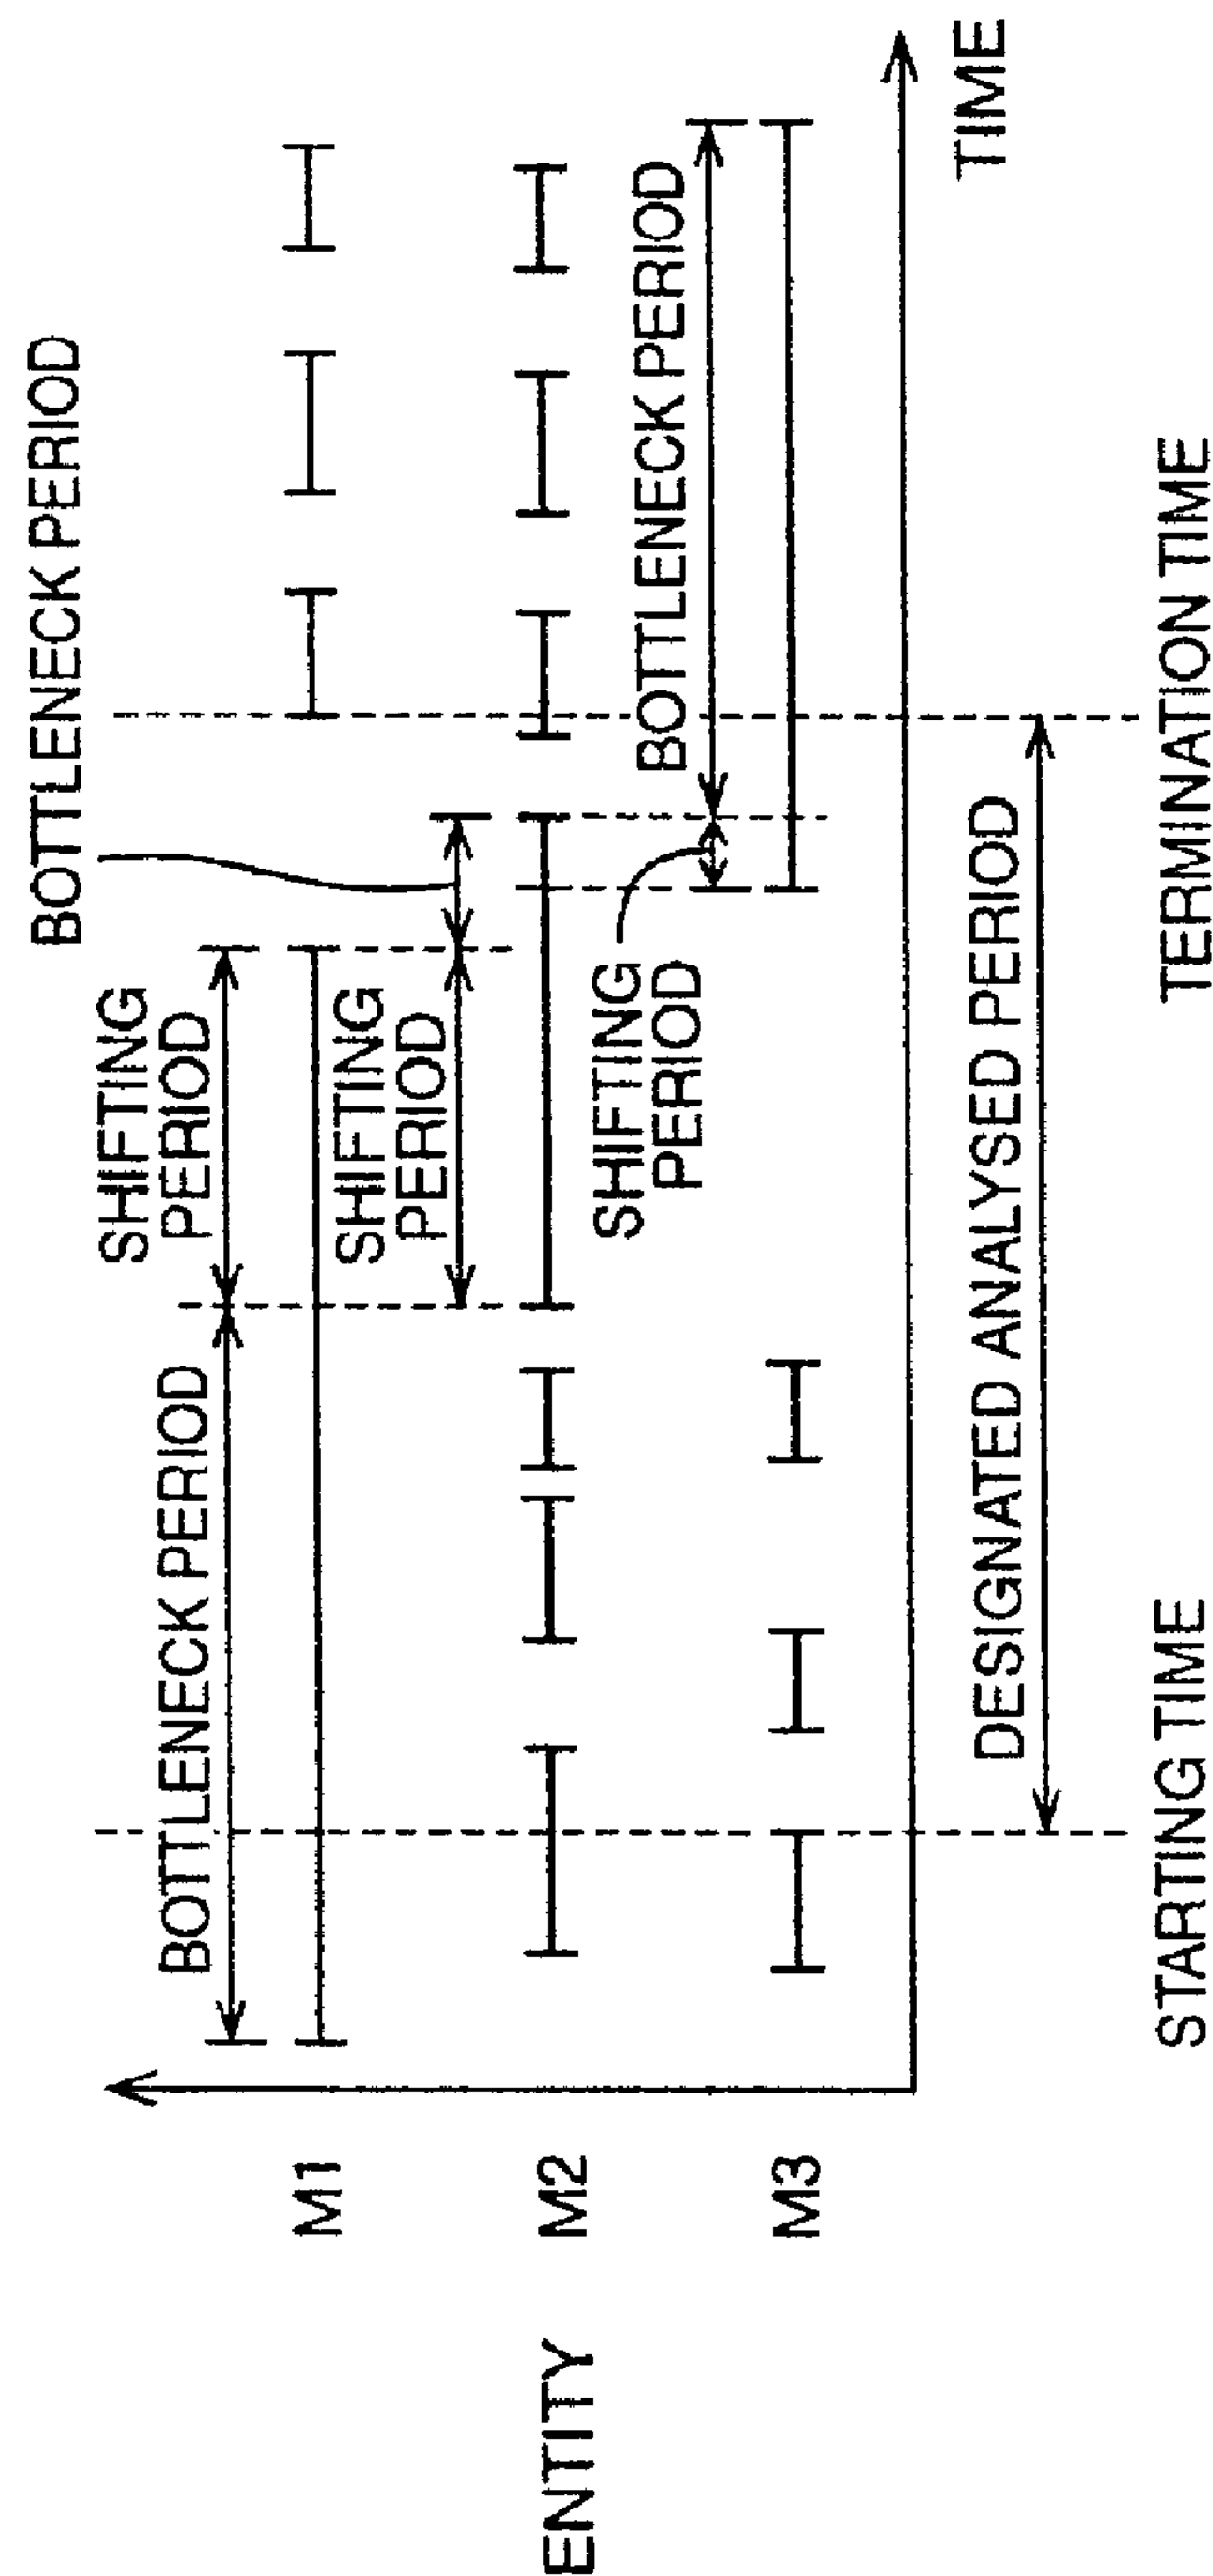 BOTTLENECK PERIOD
SHIFTING
PERIOD
BOTTLENECK PERIOD
M1
SHIFTING
PERIOD
ENTITY
M2
SHIFTING
PERIOD
BOTTLENECK PERIOD
M3
TIME
DESIGNATED ANALYSED PERIOD
STARTING TIME
TERMINATION TIME